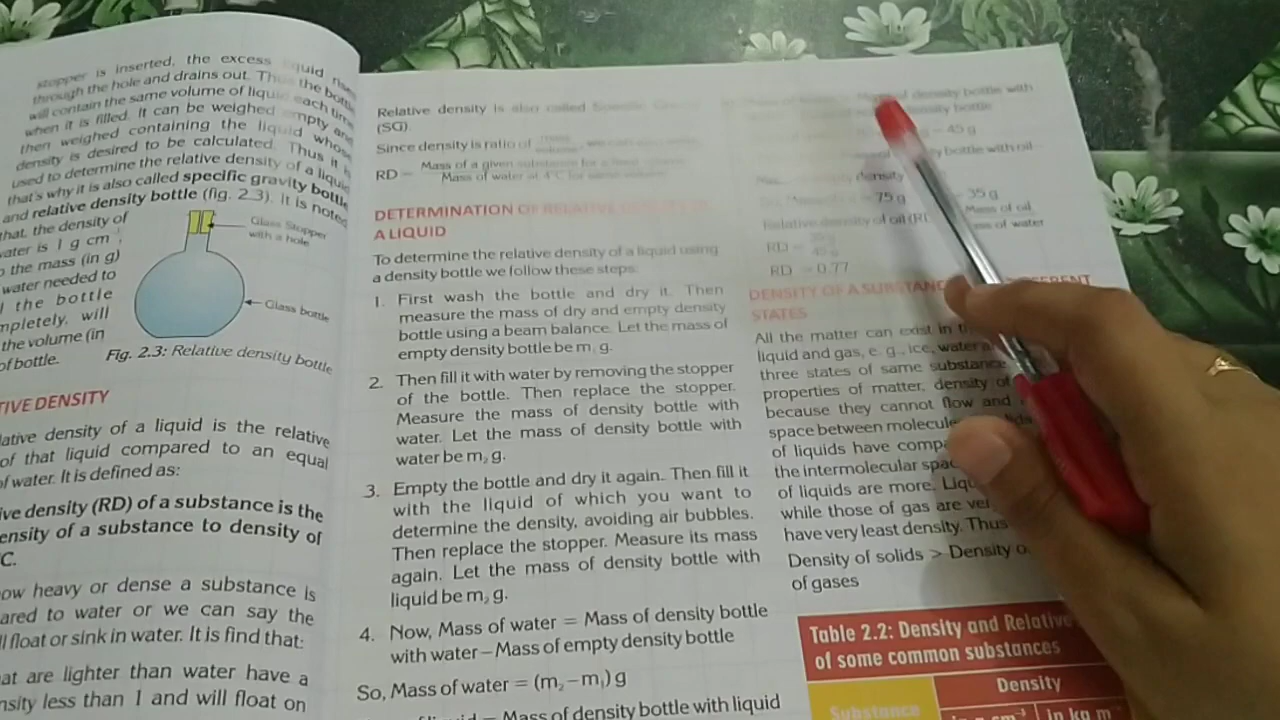 stopper is inserted, the excess liquid rises
through the hole and drains out. Thus the bottle
will contain the same volume of liquid each time
when it is filled. It can be weighed empty and
then weighed containing the liquid whose
density is desired to be calculated. Thus it is
used to determine the relative density of a liquid
that's why it is also called specific gravity bottle
and relative density bottle (fig. 2.3). It is noted
that, the density of
water is 1 g cm
the mass (in g)
water needed to
the bottle
completely, will
the volume (in
of bottle.
Glass Stopper
with a hole
Glass bottle
Fig. 2.3: Relative density bottle
TIVE DENSITY
lative density of a liquid is the relative
of that liquid compared to an equal
of water. It is defined as:
ive density (RD) of a substance is the
ensity of a substance to density of
C.
ow heavy or dense a substance is
ared to water or we can say the
ll float or sink in water. It is find that:
at are lighter than water have a
nsity less than 1 and will float on
Relative density is also called Specific
(SG).
Since density is ratio of mass
volume
RD = Mass of a given substance for a
Mass of water at 4°C for same volume
DETERMINATION OF RELATIVE DENSITY OF
A LIQUID
To determine the relative density of a liquid using
a density bottle we follow these steps:
1. First wash the bottle and dry it. Then
measure the mass of dry and empty density
bottle using a beam balance. Let the mass of
empty density bottle be m₁ g.
2. Then fill it with water by removing the stopper
of the bottle. Then replace the stopper.
Measure the mass of density bottle with
water. Let the mass of density bottle with
water be m₂ g.
3. Empty the bottle and dry it again. Then fill it
with the liquid of which you want to
determine the density, avoiding air bubbles.
Then replace the stopper. Measure its mass
again. Let the mass of density bottle with
liquid be m₃ g.
4. Now, Mass of water = Mass of density bottle
with water – Mass of empty density bottle
So, Mass of water = (m₂–m₁) g
Mass of density bottle with liquid
of density bottle with
density bottle
– 45 g
bottle with oil
density
75 g
35 g
Relative density of oil (RD
Mass of oil
of water
RD =
45 g
RD = 0.77
DENSITY OF A SUBSTANC DIFFERENT
STATES
All the matter can exist in
liquid and gas, e. g., ice, water
three states of same substance
properties of matter, density of
because they cannot flow and
space between molecule
of liquids have compa
the intermolecular spac
of liquids are more. Liqu
while those of gas are ver
have very least density. Thus
Density of solids > Density o
of gases
Table 2.2: Density and Relative
of some common substances
Substance
Density
in g cm⁻³
in kg m